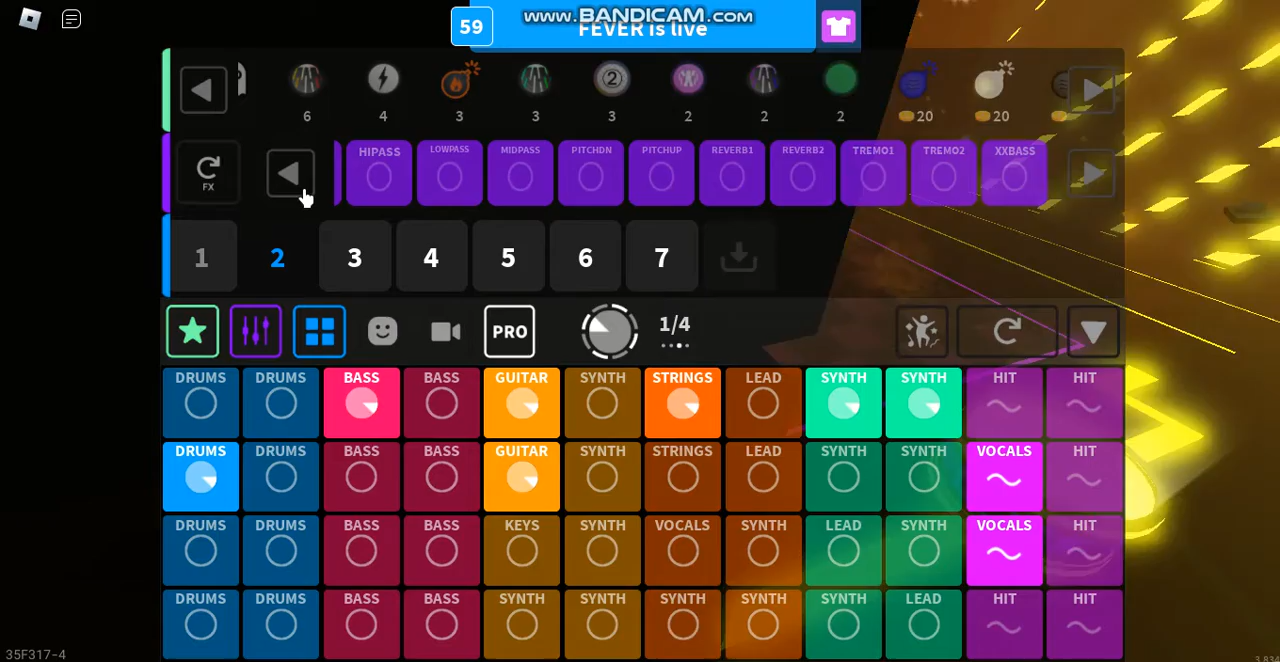 www.BANDICAM.com
59
FEVER is live
2
6 4 3 3 3 2 2 2 20 20
FX
HIPASS LOWPASS MIDPASS PITCHDN PITCHUP REVERB1 REVERB2 TREMO1 TREMO2 XXBASS
1 2 3 4 5 6 7
PRO 1/4
DRUMS DRUMS BASS BASS GUITAR SYNTH STRINGS LEAD SYNTH SYNTH HIT HIT
DRUMS DRUMS BASS BASS GUITAR SYNTH STRINGS LEAD SYNTH SYNTH VOCALS HIT
DRUMS DRUMS BASS BASS KEYS SYNTH VOCALS SYNTH LEAD SYNTH VOCALS HIT
DRUMS DRUMS BASS BASS SYNTH SYNTH SYNTH SYNTH SYNTH LEAD HIT HIT
35F317-4